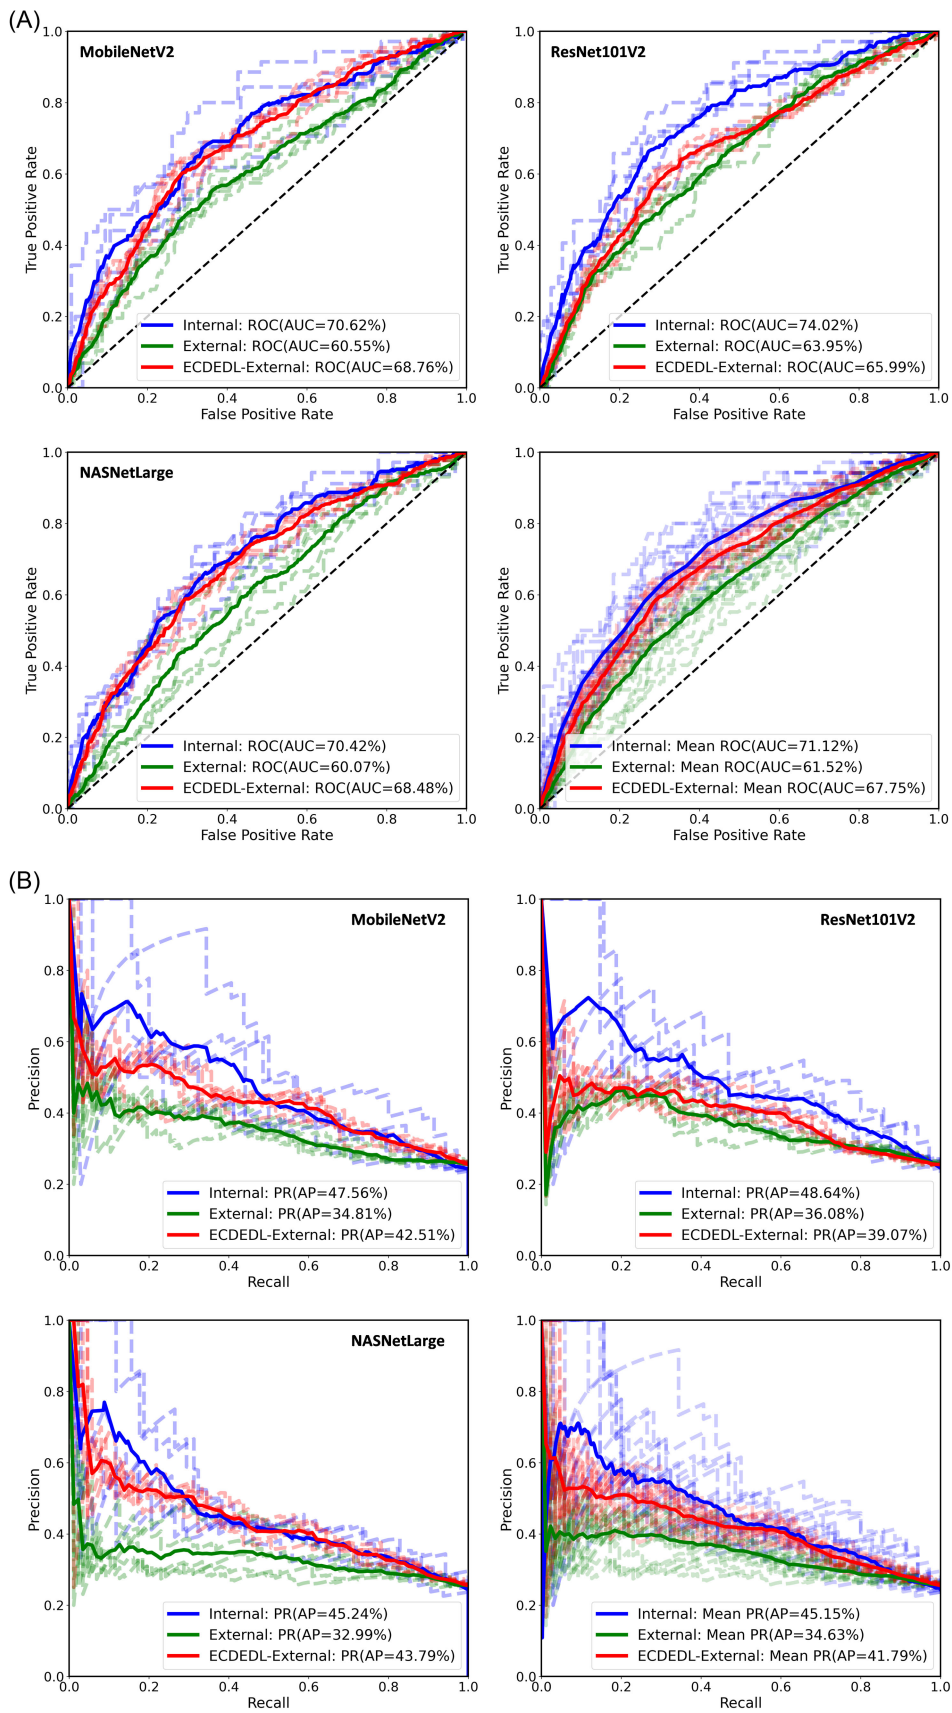 (A)
MobileNetV2
ResNet101V2
True Positive Rate
1.0
0.8
0.6
0.4
0.2
0.0
Internal: ROC(AUC=70.62%)
External: ROC(AUC=60.55%)
ECDEDL-External: ROC(AUC=68.76%)
0.0 0.2 0.4 0.6 0.8 1.0
False Positive Rate
True Positive Rate
1.0
0.8
0.6
0.4
0.2
0.0
Internal: ROC(AUC=74.02%)
External: ROC(AUC=63.95%)
ECDEDL-External: ROC(AUC=65.99%)
0.0 0.2 0.4 0.6 0.8 1.0
False Positive Rate
NASNetLarge
True Positive Rate
1.0
0.8
0.6
0.4
0.2
0.0
Internal: ROC(AUC=70.42%)
External: ROC(AUC=60.07%)
ECDEDL-External: ROC(AUC=68.48%)
0.0 0.2 0.4 0.6 0.8 1.0
False Positive Rate
True Positive Rate
1.0
0.8
0.6
0.4
0.2
0.0
Internal: Mean ROC(AUC=71.12%)
External: Mean ROC(AUC=61.52%)
ECDEDL-External: Mean ROC(AUC=67.75%)
0.0 0.2 0.4 0.6 0.8 1.0
False Positive Rate
(B)
MobileNetV2
Precision
1.0
0.8
0.6
0.4
0.2
0.0
Internal: PR(AP=47.56%)
External: PR(AP=34.81%)
ECDEDL-External: PR(AP=42.51%)
0.0 0.2 0.4 0.6 0.8 1.0
Recall
ResNet101V2
Precision
1.0
0.8
0.6
0.4
0.2
0.0
Internal: PR(AP=48.64%)
External: PR(AP=36.08%)
ECDEDL-External: PR(AP=39.07%)
0.0 0.2 0.4 0.6 0.8 1.0
Recall
NASNetLarge
Precision
1.0
0.8
0.6
0.4
0.2
0.0
Internal: PR(AP=45.24%)
External: PR(AP=32.99%)
ECDEDL-External: PR(AP=43.79%)
0.0 0.2 0.4 0.6 0.8 1.0
Recall
Precision
1.0
0.8
0.6
0.4
0.2
0.0
Internal: Mean PR(AP=45.15%)
External: Mean PR(AP=34.63%)
ECDEDL-External: Mean PR(AP=41.79%)
0.0 0.2 0.4 0.6 0.8 1.0
Recall